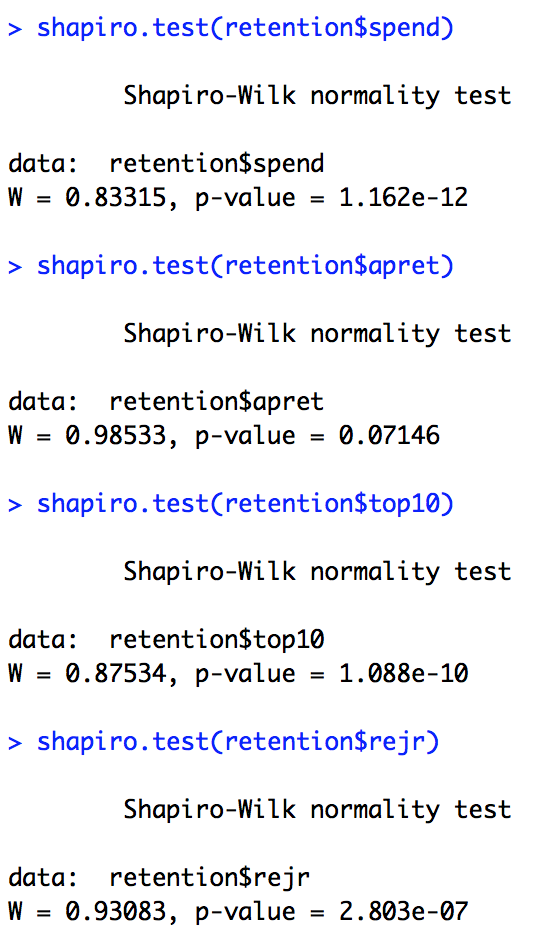 > shapiro.test(retention$spend)
Shapiro-Wilk normality test
data:  retention$spend
W = 0.83315, p-value = 1.162e-12
> shapiro.test(retention$apret)
Shapiro-Wilk normality test
data:  retention$apret
W = 0.98533, p-value = 0.07146
> shapiro.test(retention$top10)
Shapiro-Wilk normality test
data:  retention$top10
W = 0.87534, p-value = 1.088e-10
> shapiro.test(retention$rejr)
Shapiro-Wilk normality test
data:  retention$rejr
W = 0.93083, p-value = 2.803e-07